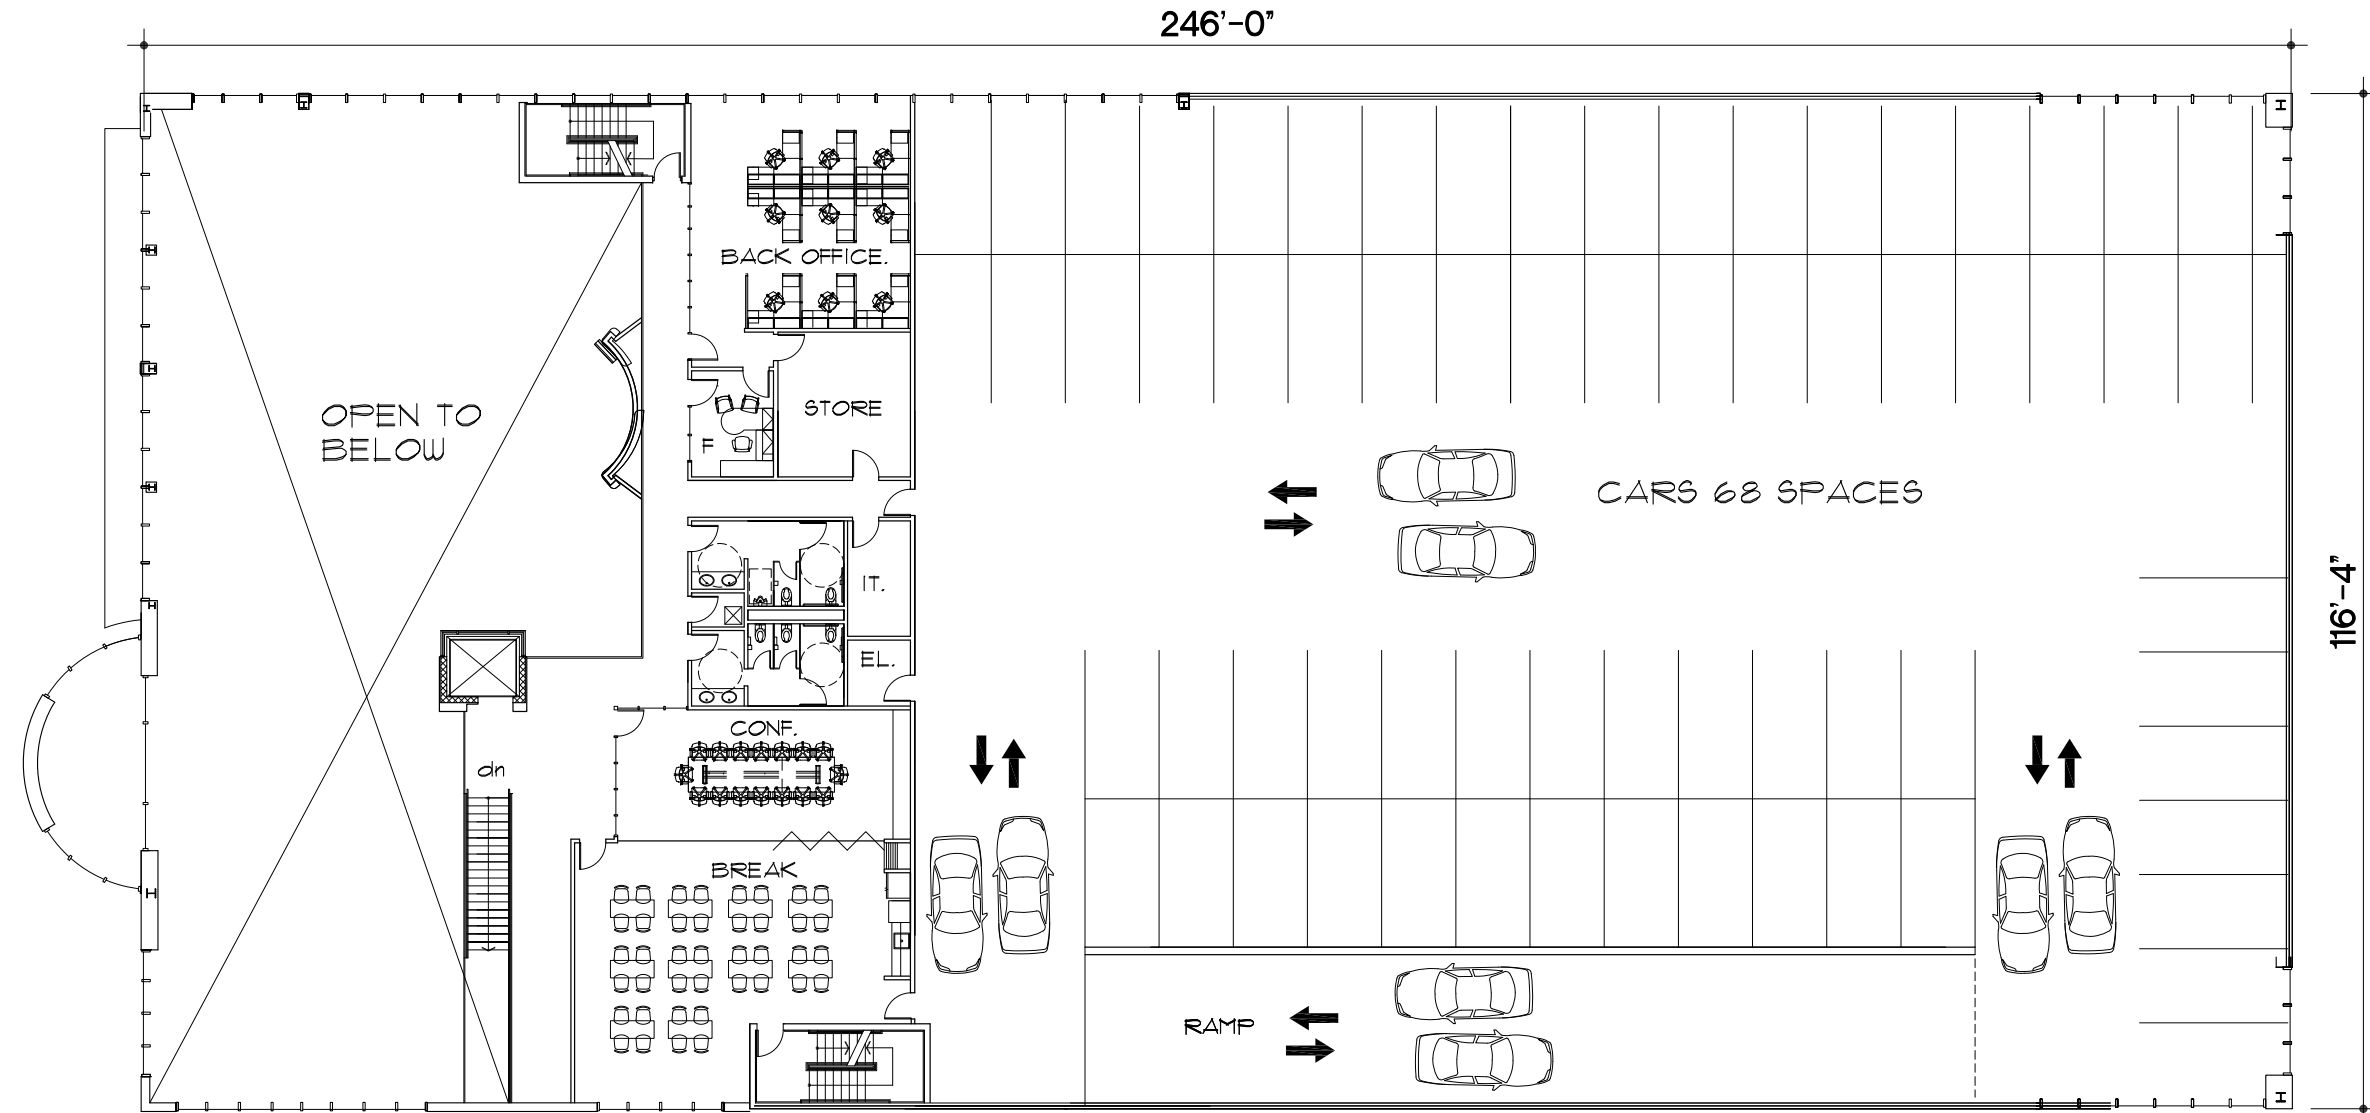 246'-0"
BACK OFFICE.
OPEN TO
BELOW
STORE
F
CARS 68 SPACES
116'-4"
IT.
EL.
CONF.
dn
BREAK
RAMP
H
H
H
H
H
H
H
H
H
H